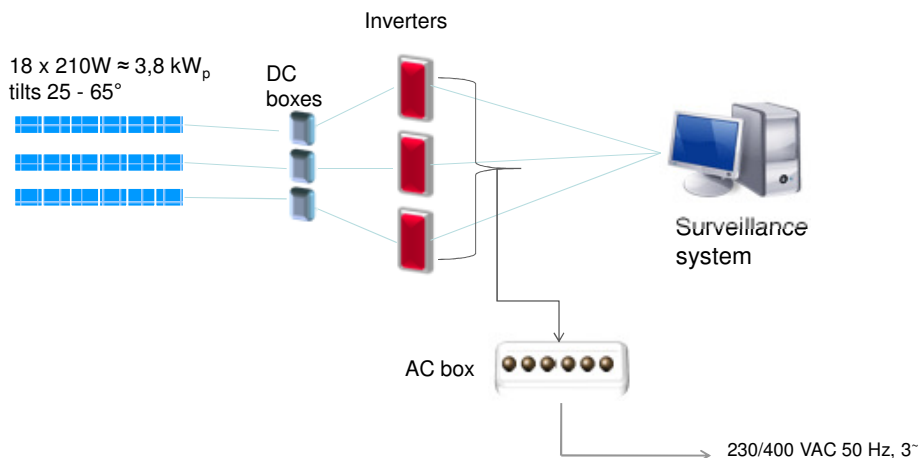 Inverters
18 x 210W ≈ 3,8 kWp
tilts 25 - 65°
DC
boxes
Surveillance
system
AC box
230/400 VAC 50 Hz, 3~